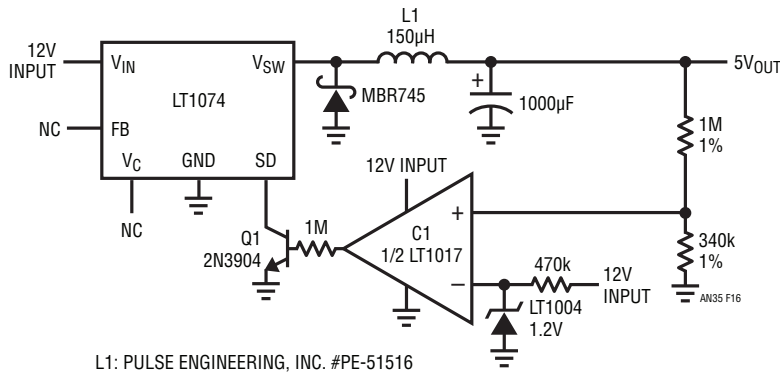 L1
150µH
12V
INPUT
VIN
VSW
5VOUT
LT1074
MBR745
+
1000µF
NC
FB
1M
1%
VC
GND
SD
12V INPUT
NC
Q1
2N3904
1M
+
C1
1/2 LT1017
–
470k
12V
INPUT
340k
1%
LT1004
1.2V
AN35 F16
L1: PULSE ENGINEERING, INC. #PE-51516